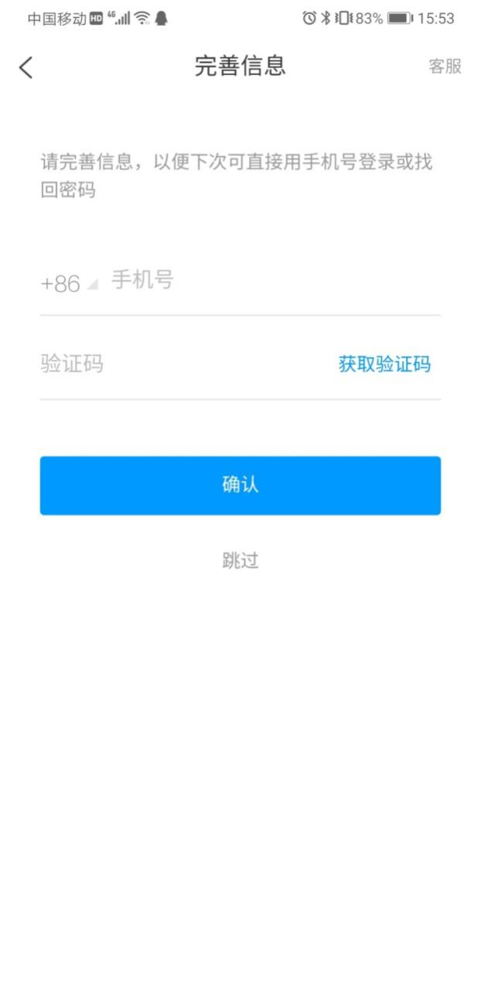 中国移动 HD 4G 83% 15:53
完善信息 客服
请完善信息，以便下次可直接用手机号登录或找
回密码
+86 手机号
验证码 获取验证码
确认
跳过